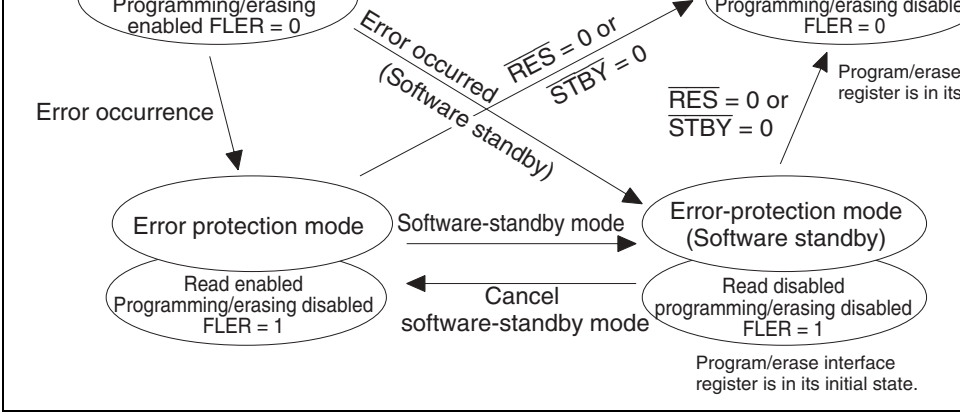 Programming/erasing
enabled FLER = 0
Programming/erasing
FLER = 0
Error occurred
(Software standby)
RES = 0 or
STBY = 0
Error occurrence
RES = 0 or
STBY = 0
Program/erase
register is in its
Error protection mode
Read enabled
Programming/erasing disabled
FLER = 1
Software-standby mode
Cancel
software-standby mode
Error-protection mode
(Software standby)
Read disabled
programming/erasing disabled
FLER = 1
Program/erase interface
register is in its initial state.